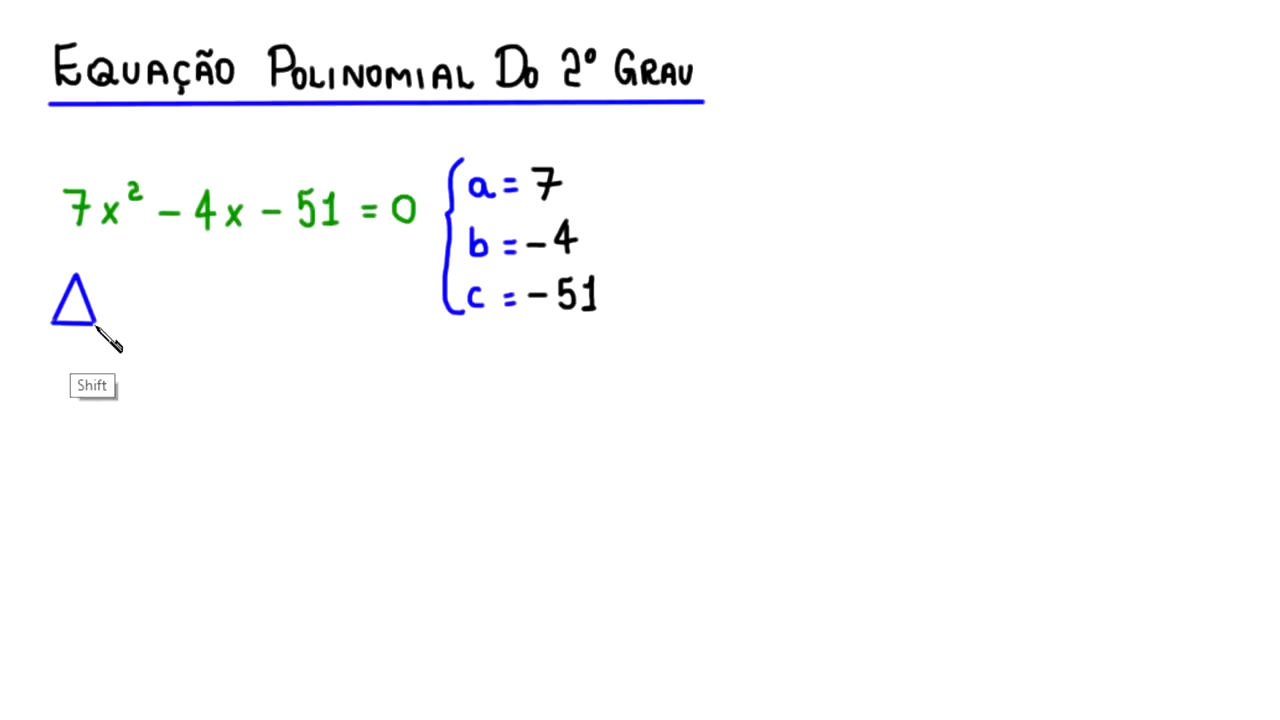 EQUAÇÃO POLINOMIAL DO 2º GRAU
7x² - 4x - 51 = 0
a = 7
b = -4
c = -51
Δ
Shift